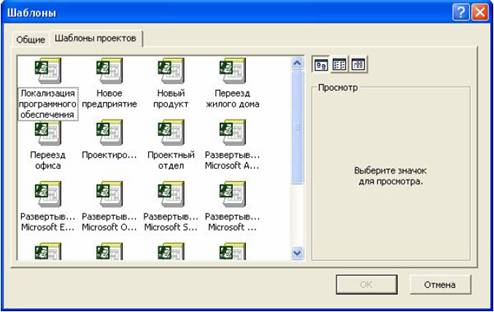 Шаблоны
Общие
Шаблоны проектов
Локализация
программного
обеспечения
Новое
предприятие
Новый
продукт
Переезд
жилого дома
Переезд
офиса
Проектиро...
Проектный
отдел
Развертыв...
Microsoft A...
Развертыв...
Microsoft E...
Развертыв...
Microsoft O...
Развертыв...
Microsoft S...
Развертыв...
Microsoft ...
Просмотр
Выберите значок
для просмотра.
OK
Отмена